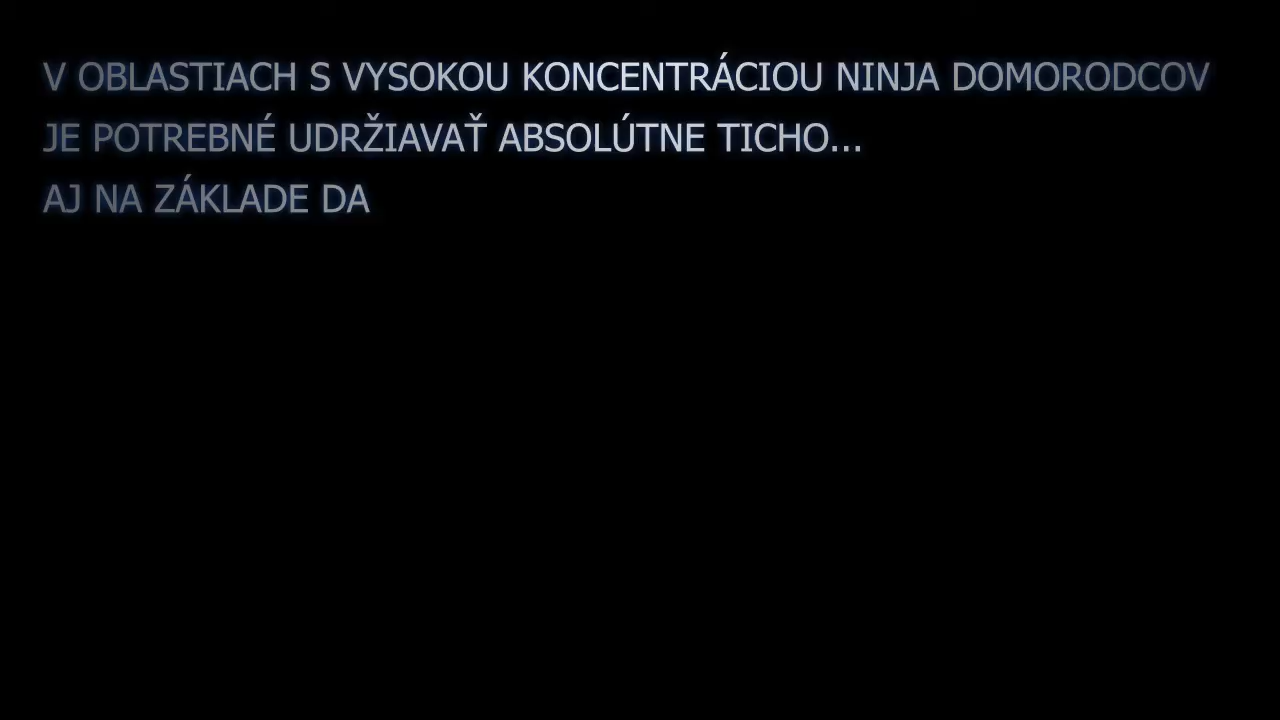 V OBLASTIACH S VYSOKOU KONCENTRÁCIOU NINJA DOMORODCOV
JE POTREBNÉ UDRŽIAVAŤ ABSOLÚTNE TICHO...
AJ NA ZÁKLADE DA